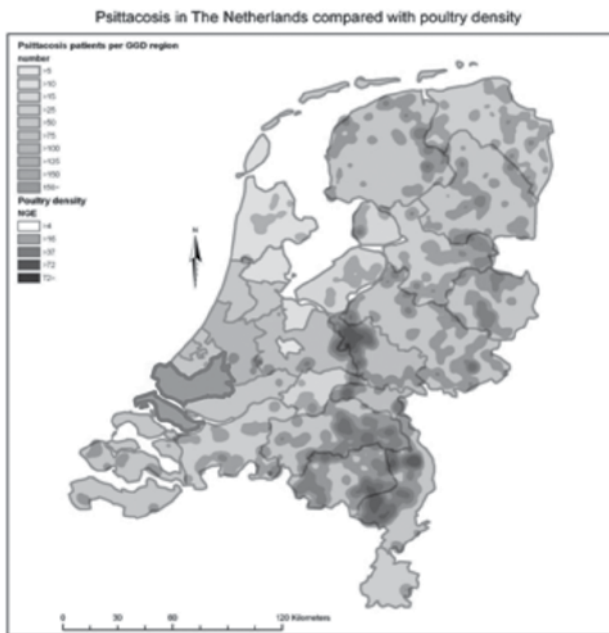 Psittacosis in The Netherlands compared with poultry density
Psittacosis patients per GGD region
number
<5
<10
<15
<25
<50
<75
<100
<125
<150
150+
Poultry density
NGE
<4
<16
<37
<72
72+
N
0 30 60 120 Kilometers